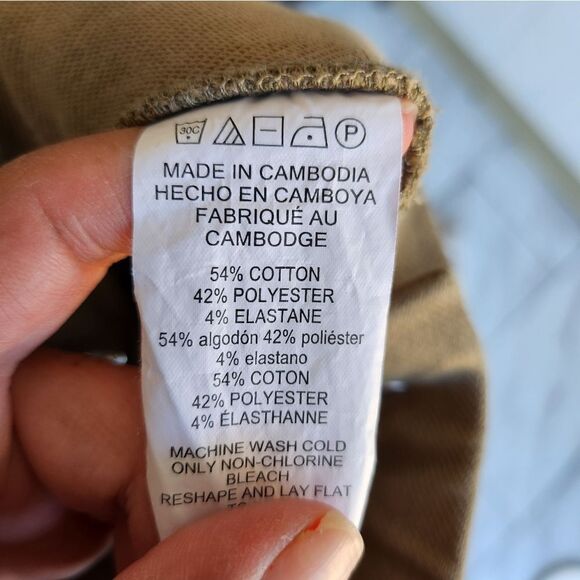 30C P
MADE IN CAMBODIA
HECHO EN CAMBOYA
FABRIQUÉ AU
CAMBODGE
54% COTTON
42% POLYESTER
4% ELASTANE
54% algodón 42% poliéster
4% elastano
54% COTON
42% POLYESTER
4% ÉLASTHANNE
MACHINE WASH COLD
ONLY NON-CHLORINE
BLEACH
RESHAPE AND LAY FLAT